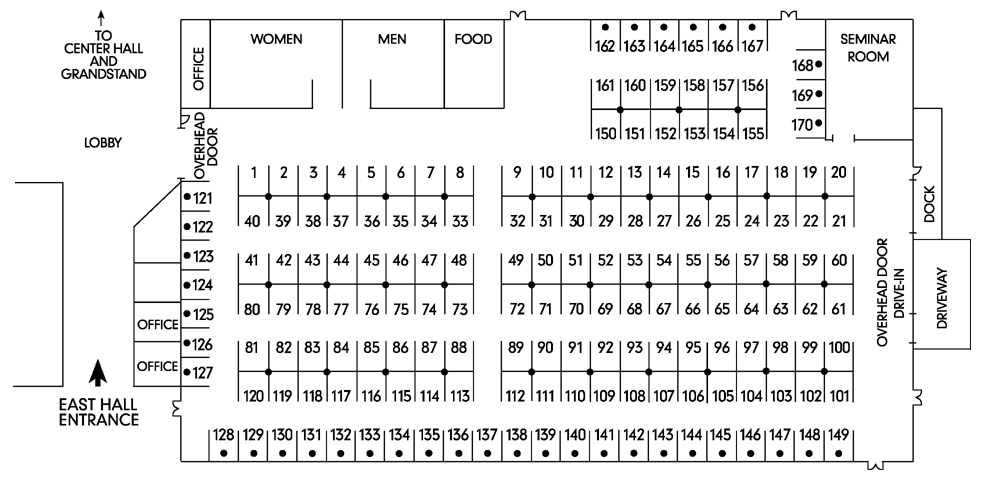 TO
CENTER HALL
AND
GRANDSTAND
LOBBY
OFFICE
WOMEN
MEN
FOOD
162 163 164 165 166 167
SEMINAR
ROOM
168
169
170
161 160 159 158 157 156
150 151 152 153 154 155
OVERHEAD
DOOR
1 2 3 4 5 6 7 8 9 10 11 12 13 14 15 16 17 18 19 20
121
40 39 38 37 36 35 34 33 32 31 30 29 28 27 26 25 24 23 22 21
122
DOCK
123
41 42 43 44 45 46 47 48 49 50 51 52 53 54 55 56 57 58 59 60
124
80 79 78 77 76 75 74 73 72 71 70 69 68 67 66 65 64 63 62 61
125
OVERHEAD DOOR
DRIVE-IN
DRIVEWAY
OFFICE
126
81 82 83 84 85 86 87 88 89 90 91 92 93 94 95 96 97 98 99 100
OFFICE
127
120 119 118 117 116 115 114 113 112 111 110 109 108 107 106 105 104 103 102 101
EAST HALL
ENTRANCE
128 129 130 131 132 133 134 135 136 137 138 139 140 141 142 143 144 145 146 147 148 149